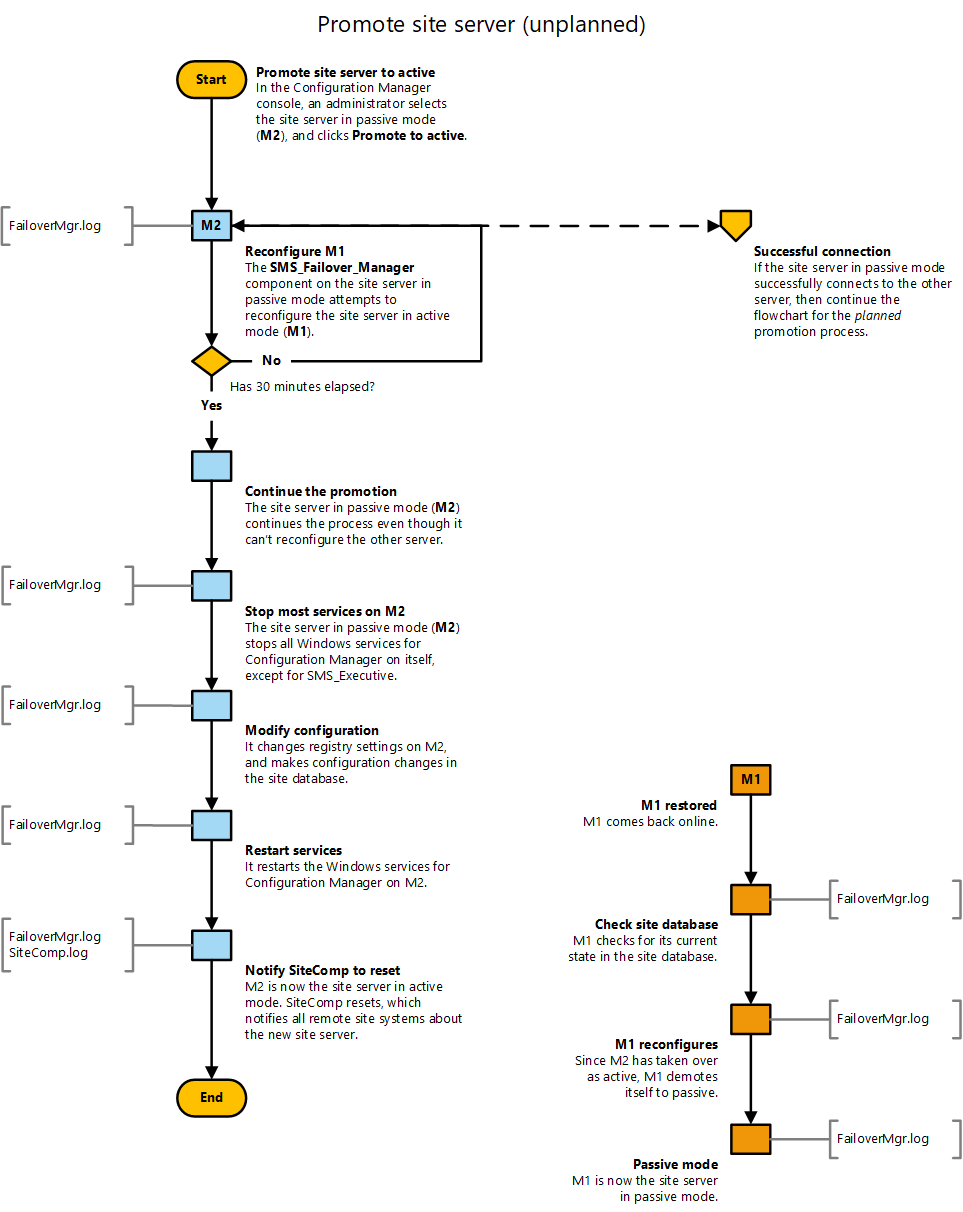 Promote site server (unplanned)
Start
Promote site server to active
In the Configuration Manager
console, an administrator selects
the site server in passive mode
(M2), and clicks Promote to active.
FailoverMgr.log
M2
Reconfigure M1
The SMS_Failover_Manager
component on the site server in
passive mode attempts to
reconfigure the site server in active
mode (M1).
Successful connection
If the site server in passive mode
successfully connects to the other
server, then continue the
flowchart for the planned
promotion process.
No
Has 30 minutes elapsed?
Yes
Continue the promotion
The site server in passive mode (M2)
continues the process even though it
can't reconfigure the other server.
FailoverMgr.log
Stop most services on M2
The site server in passive mode (M2)
stops all Windows services for
Configuration Manager on itself,
except for SMS_Executive.
FailoverMgr.log
Modify configuration
It changes registry settings on M2,
and makes configuration changes in
the site database.
FailoverMgr.log
Restart services
It restarts the Windows services for
Configuration Manager on M2.
FailoverMgr.log
SiteComp.log
Notify SiteComp to reset
M2 is now the site server in active
mode. SiteComp resets, which
notifies all remote site systems about
the new site server.
End
M1
M1 restored
M1 comes back online.
FailoverMgr.log
Check site database
M1 checks for its current
state in the site database.
FailoverMgr.log
M1 reconfigures
Since M2 has taken over
as active, M1 demotes
itself to passive.
FailoverMgr.log
Passive mode
M1 is now the site server
in passive mode.